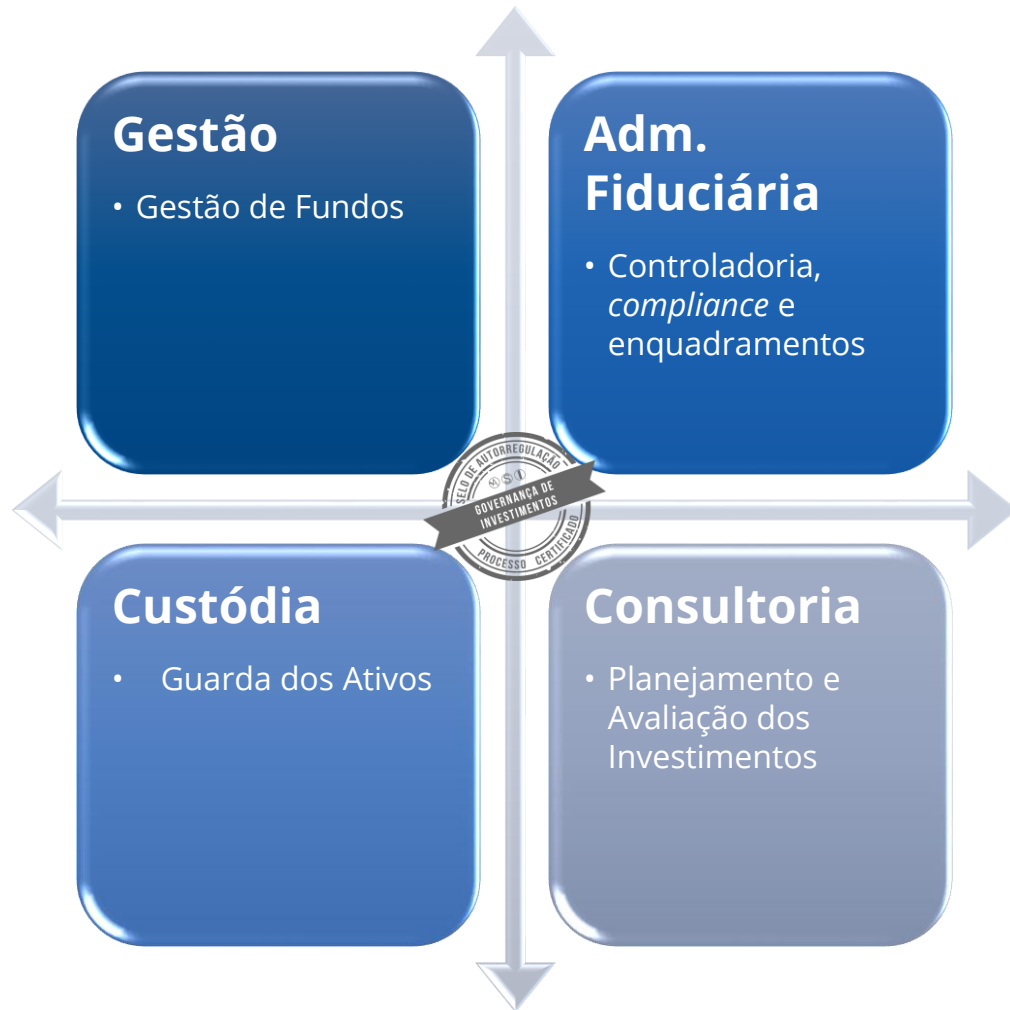 Gestão
• Gestão de Fundos
Adm.
Fiduciária
• Controladoria,
compliance e
enquadramentos
SELO DE AUTORREGULAÇÃO
GOVERNANÇA DE
INVESTIMENTOS
PROCESSO CERTIFICADO
Custódia
• Guarda dos Ativos
Consultoria
• Planejamento e
Avaliação dos
Investimentos